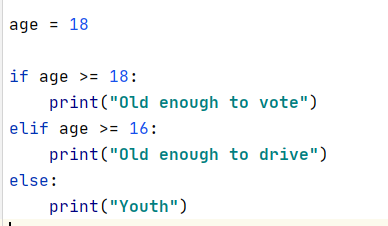 age = 18

if age >= 18:
    print("Old enough to vote")
elif age >= 16:
    print("Old enough to drive")
else:
    print("Youth")